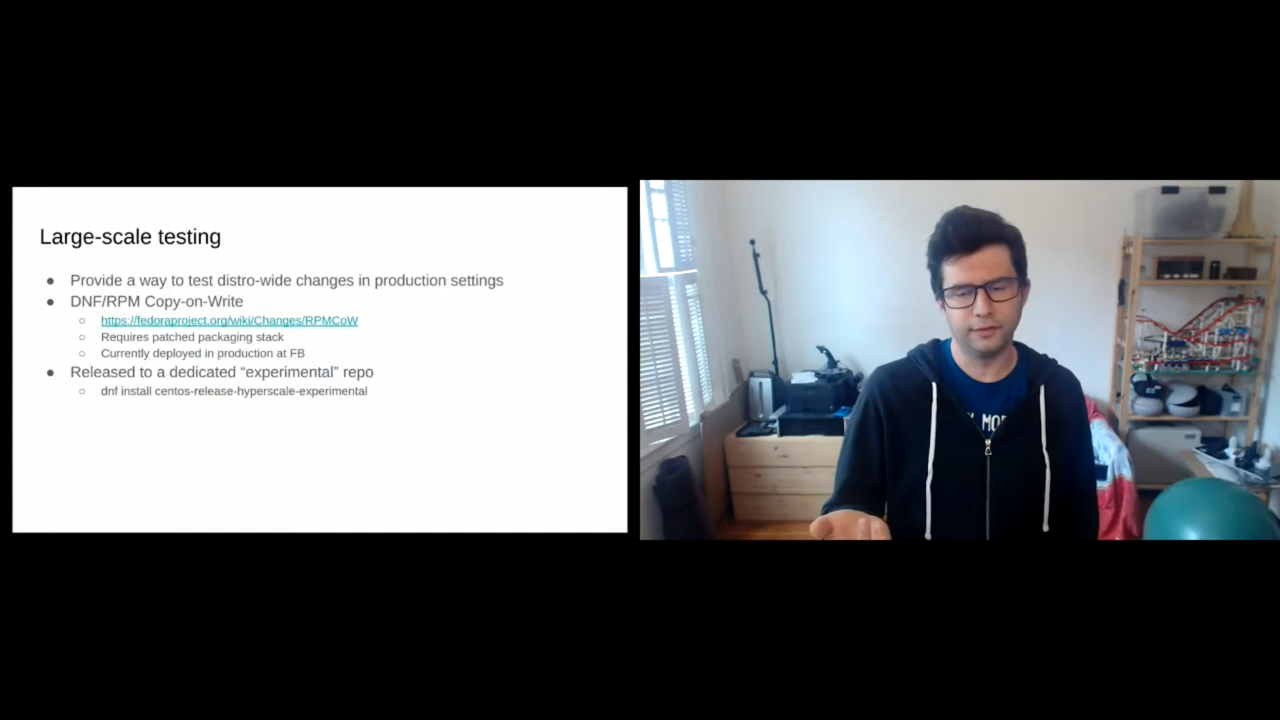 Large-scale testing
● Provide a way to test distro-wide changes in production settings
● DNF/RPM Copy-on-Write
○ https://fedoraproject.org/wiki/Changes/RPMCoW
○ Requires patched packaging stack
○ Currently deployed in production at FB
● Released to a dedicated “experimental” repo
○ dnf install centos-release-hyperscale-experimental